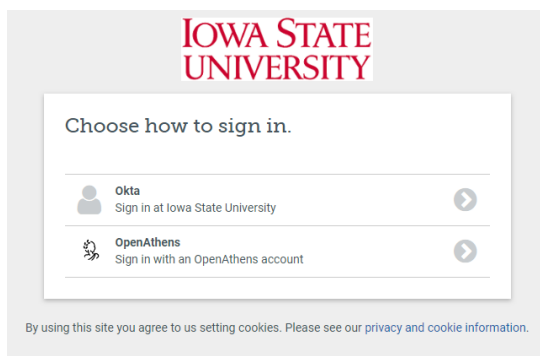 IOWA STATE
UNIVERSITY
Choose how to sign in.
Okta
Sign in at Iowa State University
OpenAthens
Sign in with an OpenAthens account
By using this site you agree to us setting cookies. Please see our privacy and cookie information.